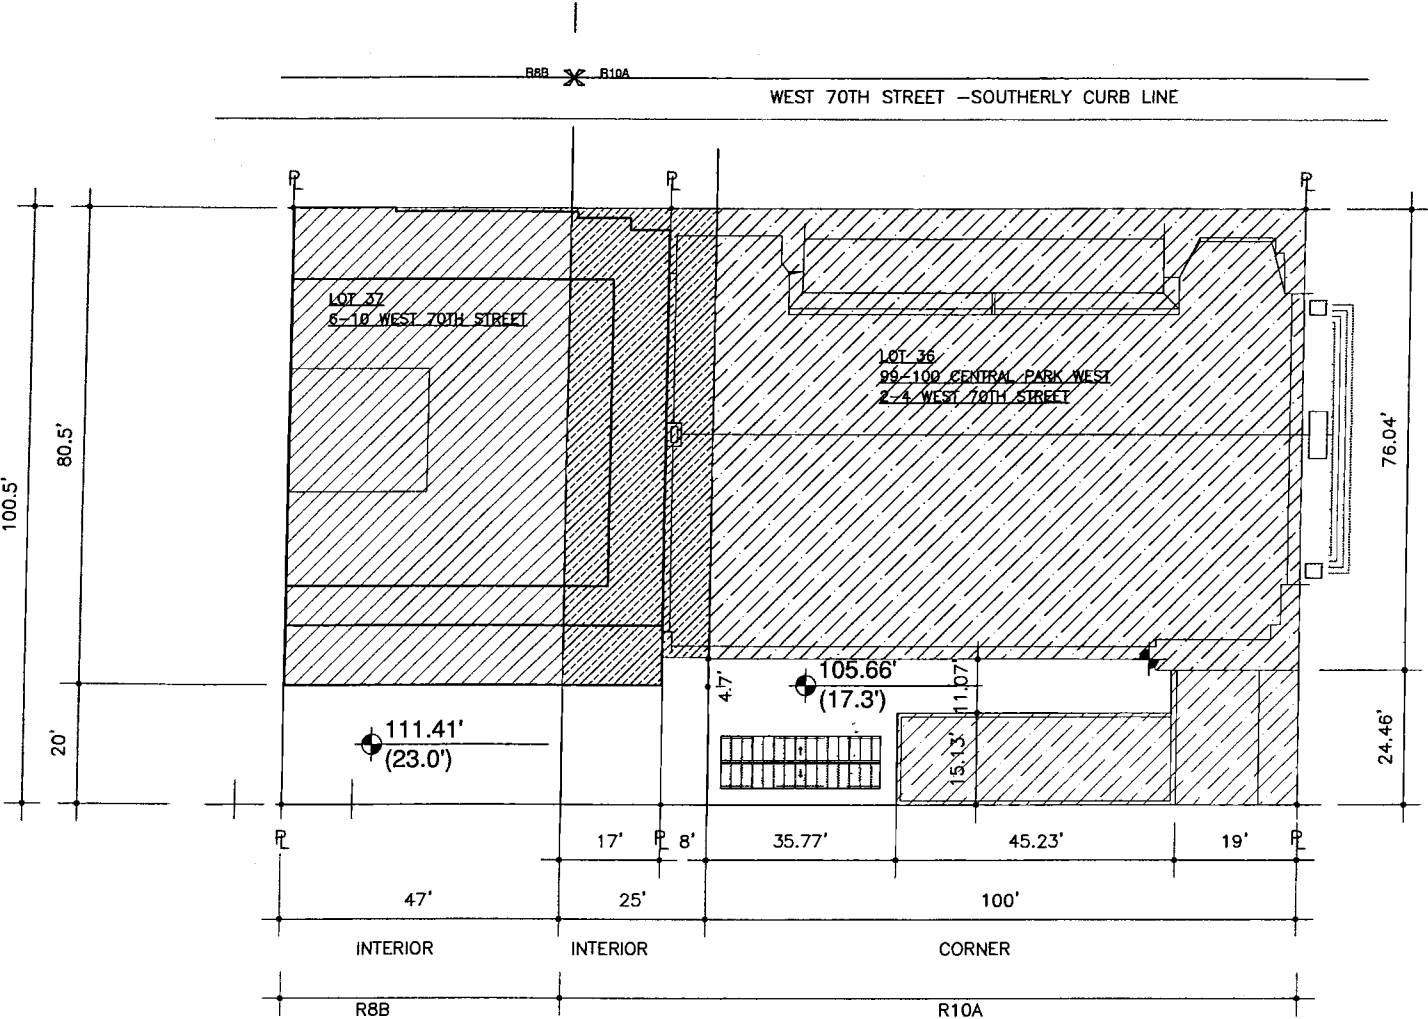 R8B R10A
WEST 70TH STREET -SOUTHERLY CURB LINE
PL PL PL
LOT 37
6-10 WEST 70TH STREET
LOT 36
99-100 CENTRAL PARK WEST
2-4 WEST 70TH STREET
100.5'
80.5'
20'
76.04'
24.46'
111.41'
(23.0')
4.7'
105.66'
(17.3')
11.07'
15.13'
PL 17' PL 8' 35.77' 45.23' 19' PL
47' 25' 100'
INTERIOR INTERIOR CORNER
R8B R10A